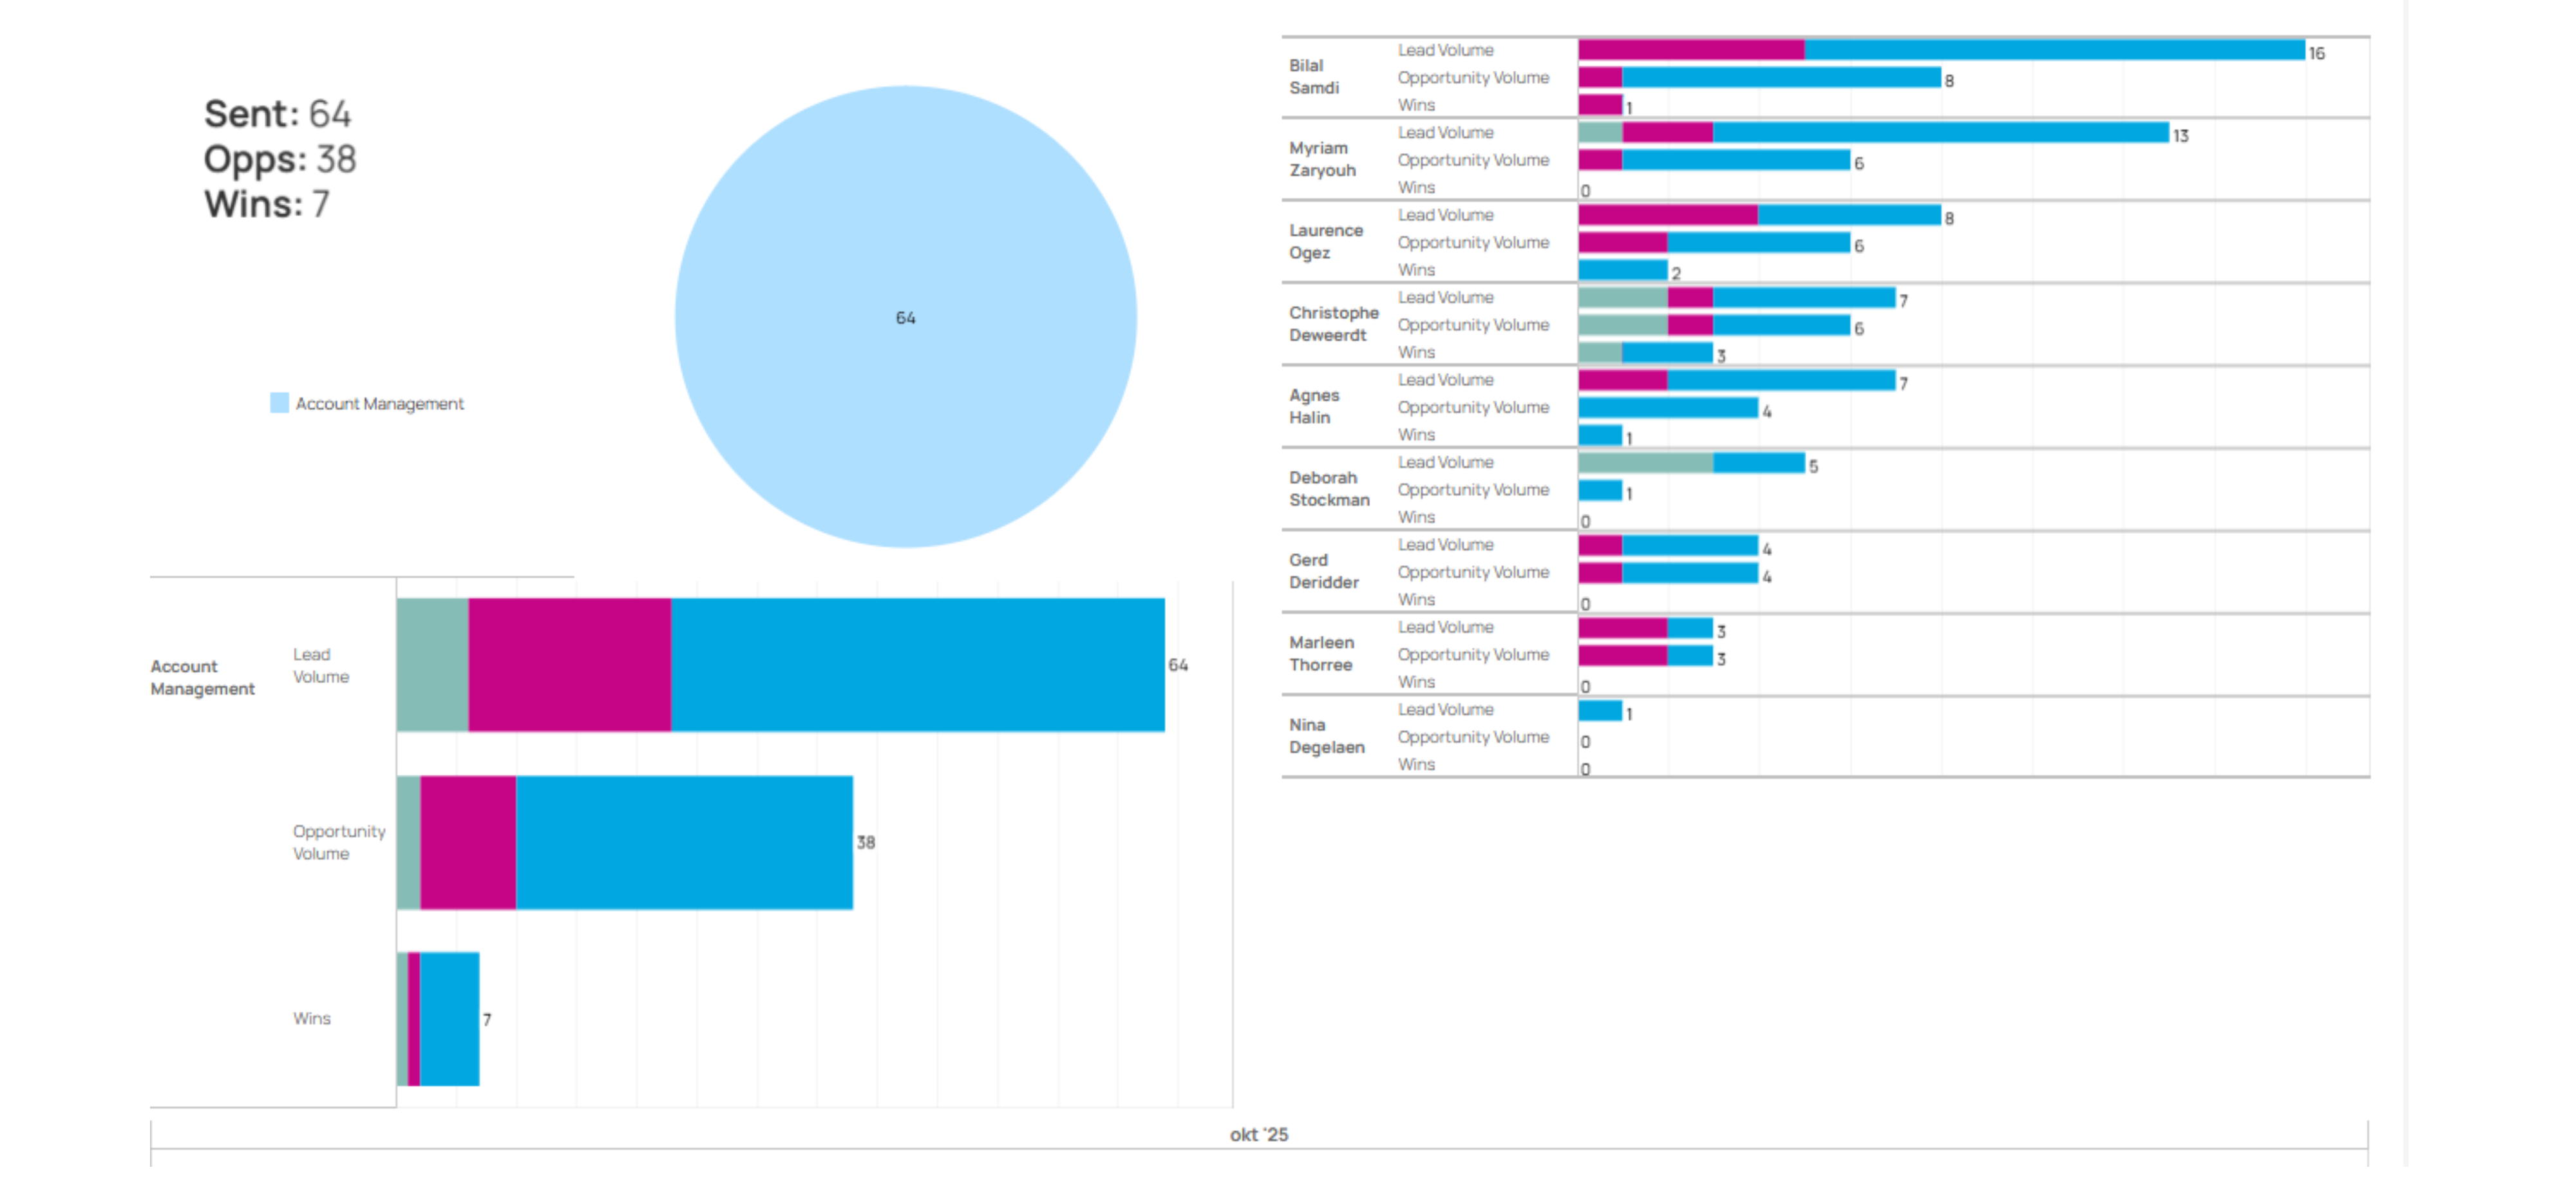 Sent: 64
Opps: 38
Wins: 7
64
Account Management
Account
Management
Lead
Volume
64
Opportunity
Volume
38
Wins
7
Bilal
Samdi
Lead Volume
16
Opportunity Volume
8
Wins
1
Myriam
Zaryouh
Lead Volume
13
Opportunity Volume
6
Wins
0
Laurence
Ogez
Lead Volume
8
Opportunity Volume
6
Wins
2
Christophe
Deweerdt
Lead Volume
7
Opportunity Volume
6
Wins
3
Agnes
Halin
Lead Volume
7
Opportunity Volume
4
Wins
1
Deborah
Stockman
Lead Volume
5
Opportunity Volume
1
Wins
0
Gerd
Deridder
Lead Volume
4
Opportunity Volume
4
Wins
0
Marleen
Thorree
Lead Volume
3
Opportunity Volume
3
Wins
0
Nina
Degelaen
Lead Volume
1
Opportunity Volume
0
Wins
0
okt '25